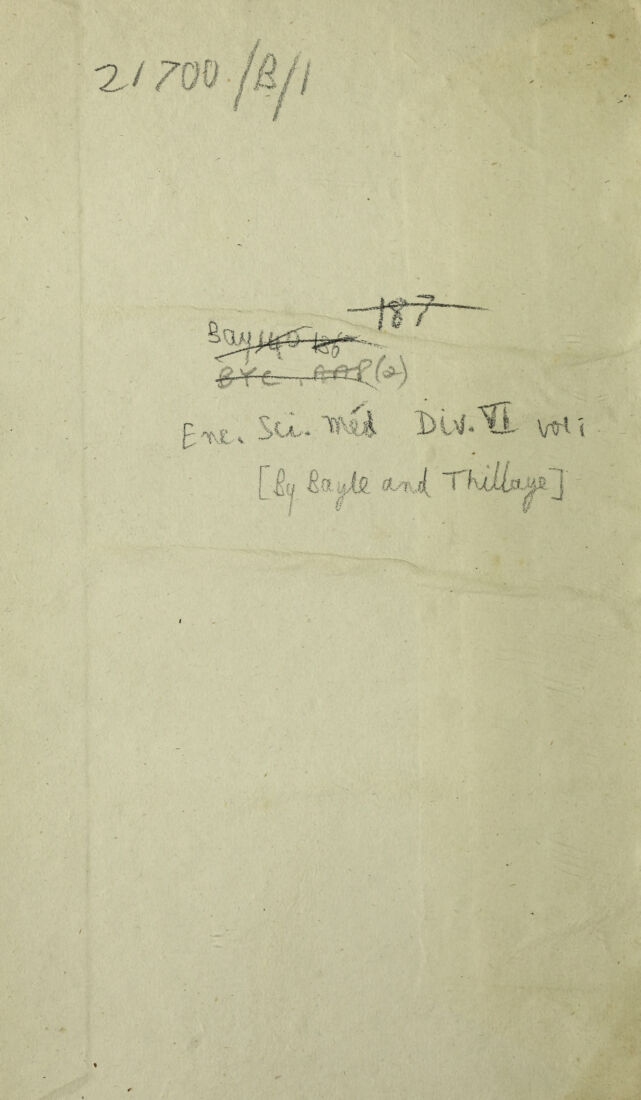 21700/B/1
187
Bay
(2)
Enc. Sci. Méd Div. VI vol i
[By Bayle and Thillaye]